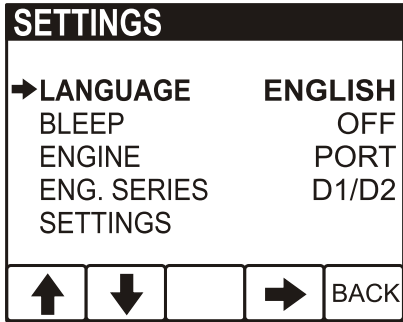 SETTINGS
LANGUAGE ENGLISH
BLEEP OFF
ENGINE PORT
ENG. SERIES D1/D2
SETTINGS
BACK